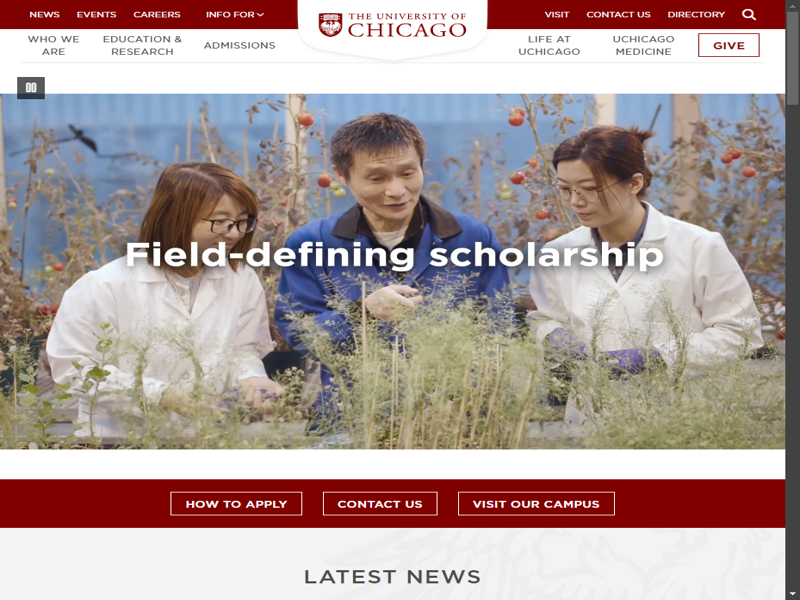 NEWS EVENTS CAREERS INFO FOR
THE UNIVERSITY OF
CHICAGO
VISIT CONTACT US DIRECTORY
WHO WE
ARE
EDUCATION &
RESEARCH
ADMISSIONS
LIFE AT
UCHICAGO
UCHICAGO
MEDICINE
GIVE
Field-defining scholarship
HOW TO APPLY CONTACT US VISIT OUR CAMPUS
LATEST NEWS